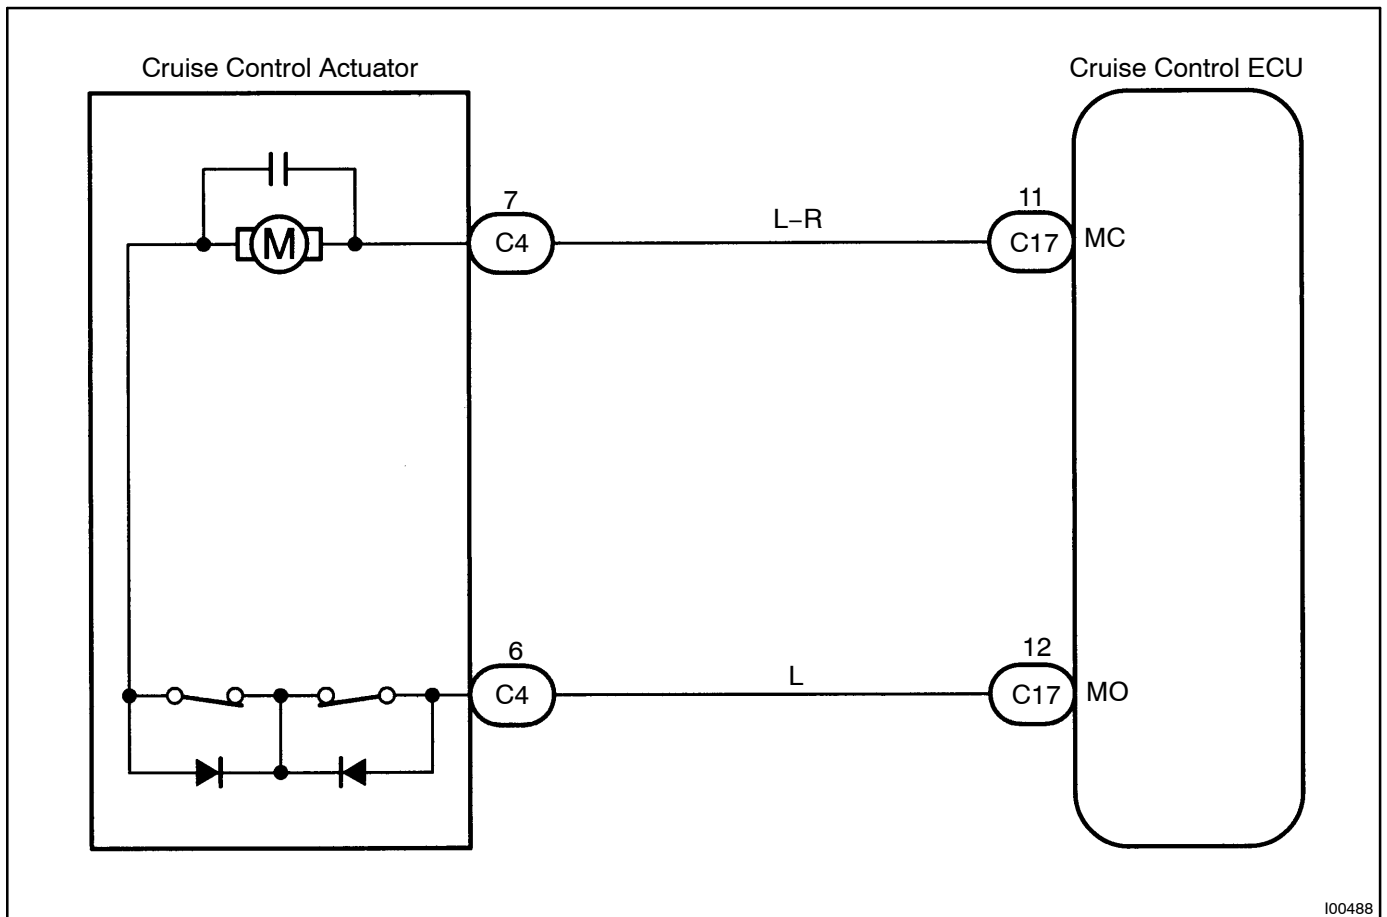 Cruise Control Actuator
Cruise Control ECU
M
7
C4
L–R
11
C17
MC
6
C4
L
12
C17
MO
I00488